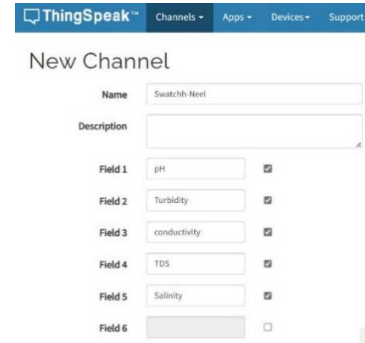 ThingSpeak™ Channels Apps Devices Support
New Channel
Name Swatchh-Neel
Description
Field 1 pH
Field 2 Turbidity
Field 3 conductivity
Field 4 TDS
Field 5 Salinity
Field 6